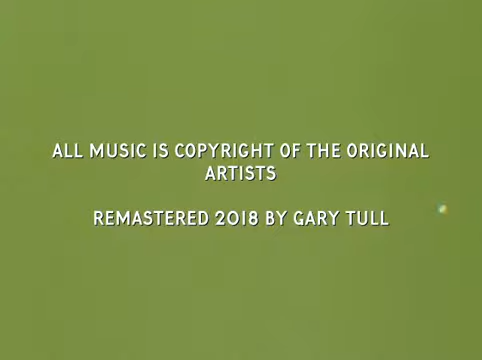 ALL MUSIC IS COPYRIGHT OF THE ORIGINAL
ARTISTS
REMASTERED 2018 BY GARY TULL